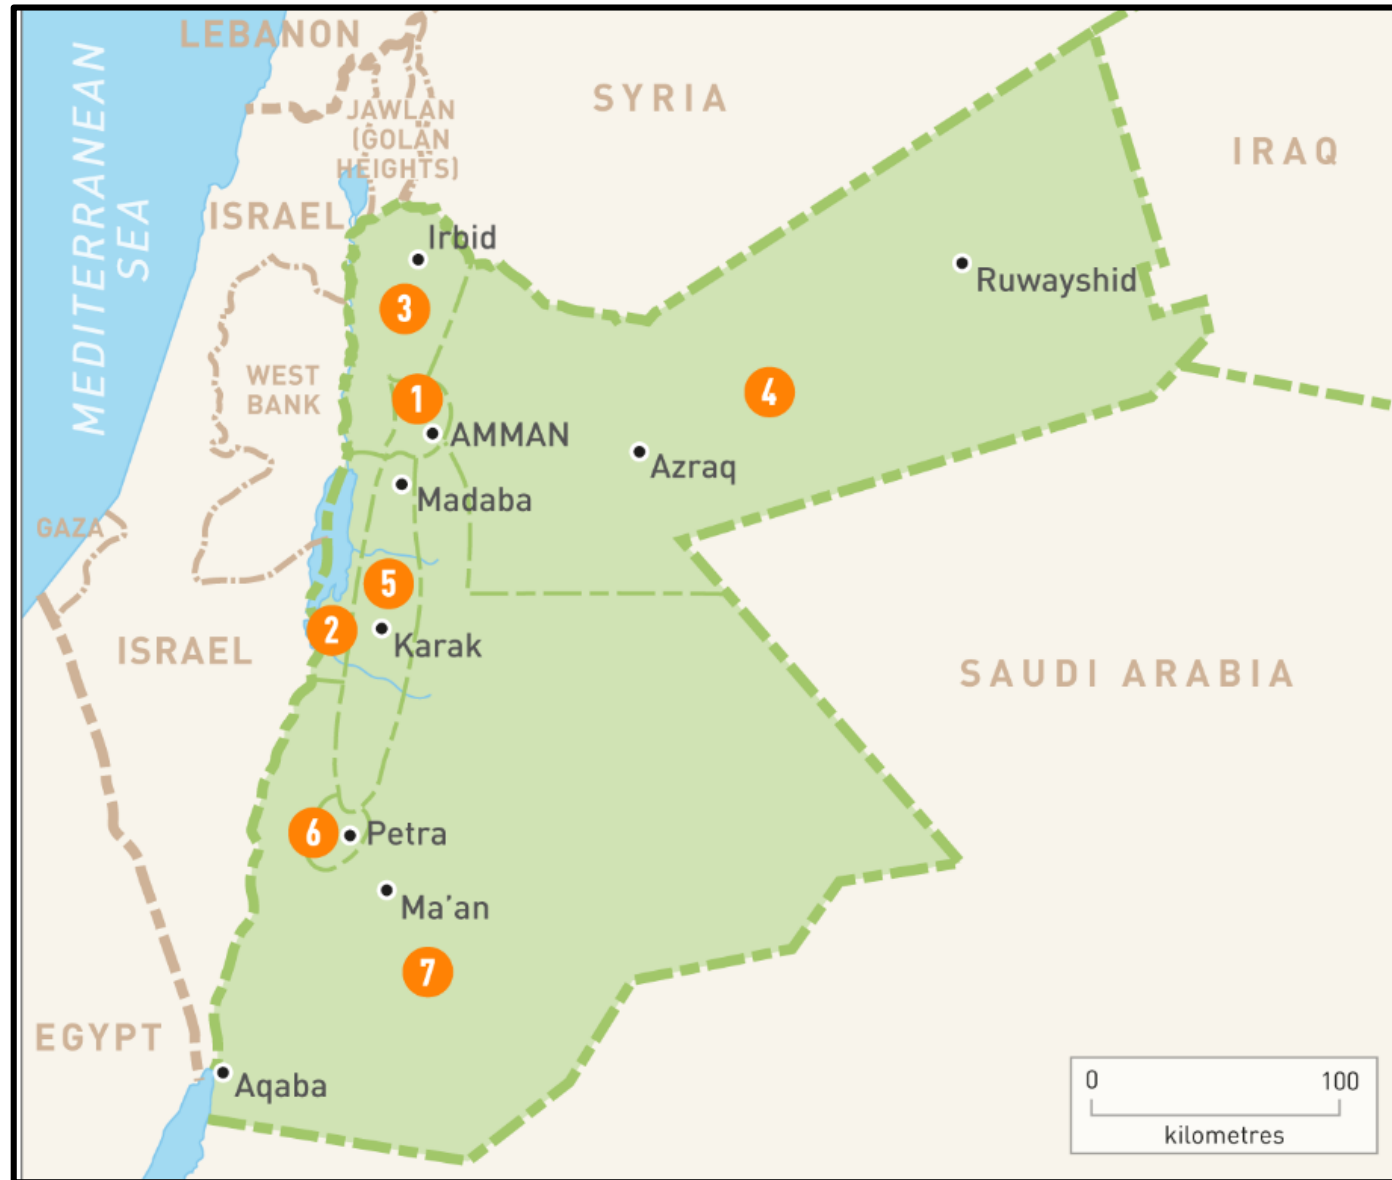 LEBANON
MEDITERRANEAN
SEA
SYRIA
JAWLAN
(GOLAN
HEIGHTS)
IRAQ
ISRAEL
Irbid
Ruwayshid
3
WEST
BANK
1
4
AMMAN
Azraq
Madaba
GAZA
5
2
Karak
ISRAEL
SAUDI ARABIA
6
Petra
Ma’an
7
EGYPT
Aqaba
0 100
kilometres